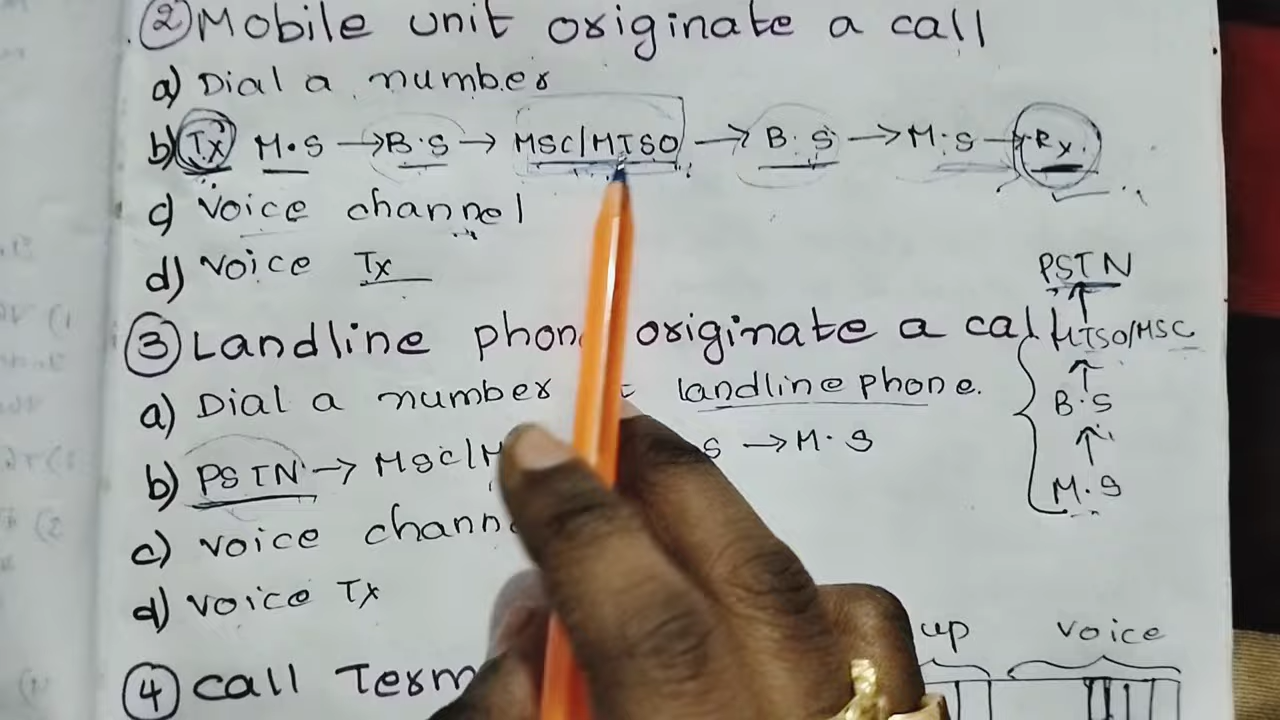 ② Mobile unit originate a call
a) Dial a number
b) Tx M.S → B.S → MSC/MTSO → B.S → M.S → Rx
c) voice channel
d) voice Tx
PSTN
③ Landline phon originate a call
MTSO/MSC
a) Dial a number landline phone.
B.S
b) PSTN → MSC/M S → M.S
M.S
c) voice chann
d) voice Tx
up voice
④ call Term